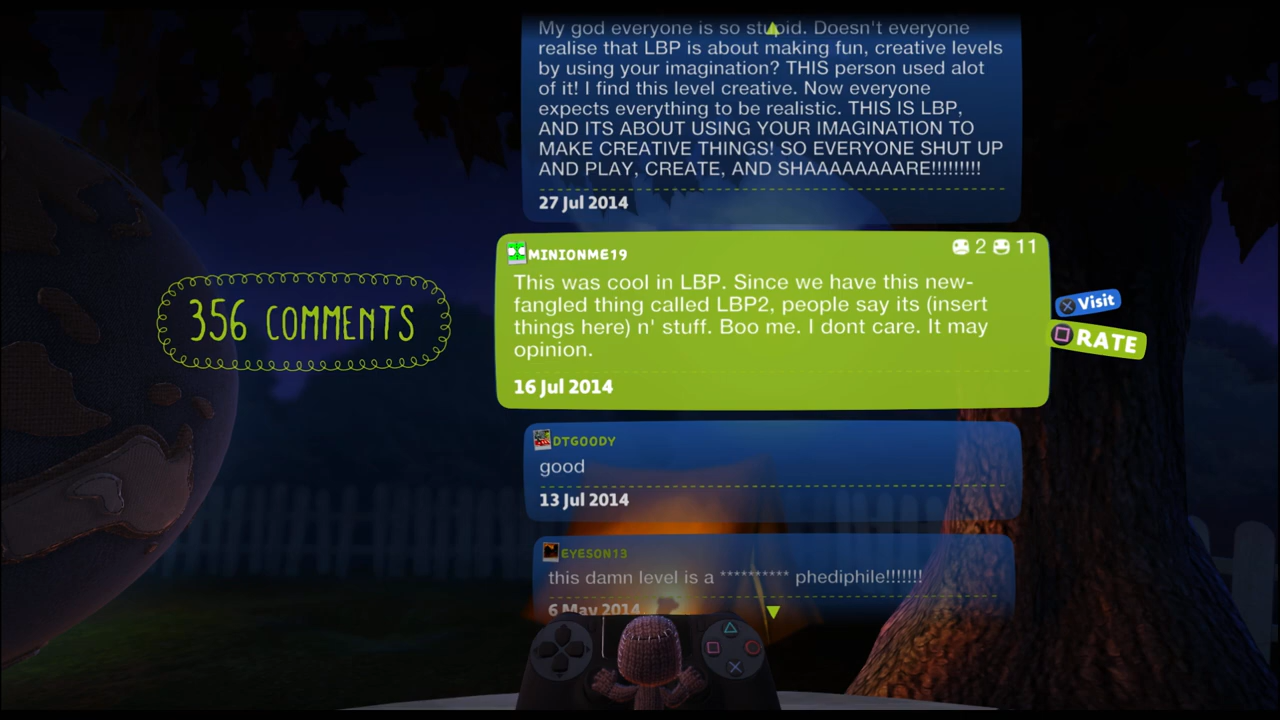 My god everyone is so stupid. Doesn't everyone
realise that LBP is about making fun, creative levels
by using your imagination? THIS person used alot
of it! I find this level creative. Now everyone
expects everything to be realistic. THIS IS LBP,
AND ITS ABOUT USING YOUR IMAGINATION TO
MAKE CREATIVE THINGS! SO EVERYONE SHUT UP
AND PLAY, CREATE, AND SHAAAAAAAARE!!!!!!!!!
27 Jul 2014
356 COMMENTS
MINIONME19
2 11
This was cool in LBP. Since we have this new-
fangled thing called LBP2, people say its (insert
things here) n' stuff. Boo me. I dont care. It may
opinion.
16 Jul 2014
Visit
RATE
DTGOODY
good
13 Jul 2014
EYESON13
this damn level is a ********** phediphile!!!!!!!
6 May 2014